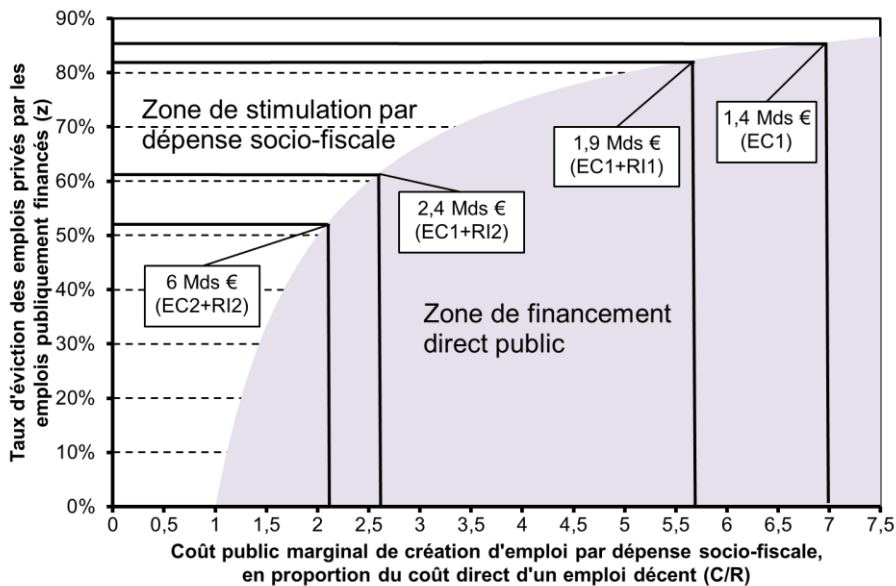 90%
80%
70%
60%
50%
40%
30%
20%
10%
0%
Taux d'éviction des emplois privés par les
emplois publiquement financés (z)
Zone de stimulation par
dépense socio-fiscale
1,4 Mds €
(EC1)
1,9 Mds €
(EC1+RI1)
2,4 Mds €
(EC1+RI2)
6 Mds €
(EC2+RI2)
Zone de financement
direct public
0 0,5 1 1,5 2 2,5 3 3,5 4 4,5 5 5,5 6 6,5 7 7,5
Coût public marginal de création d'emploi par dépense socio-fiscale,
en proportion du coût direct d'un emploi décent (C/R)